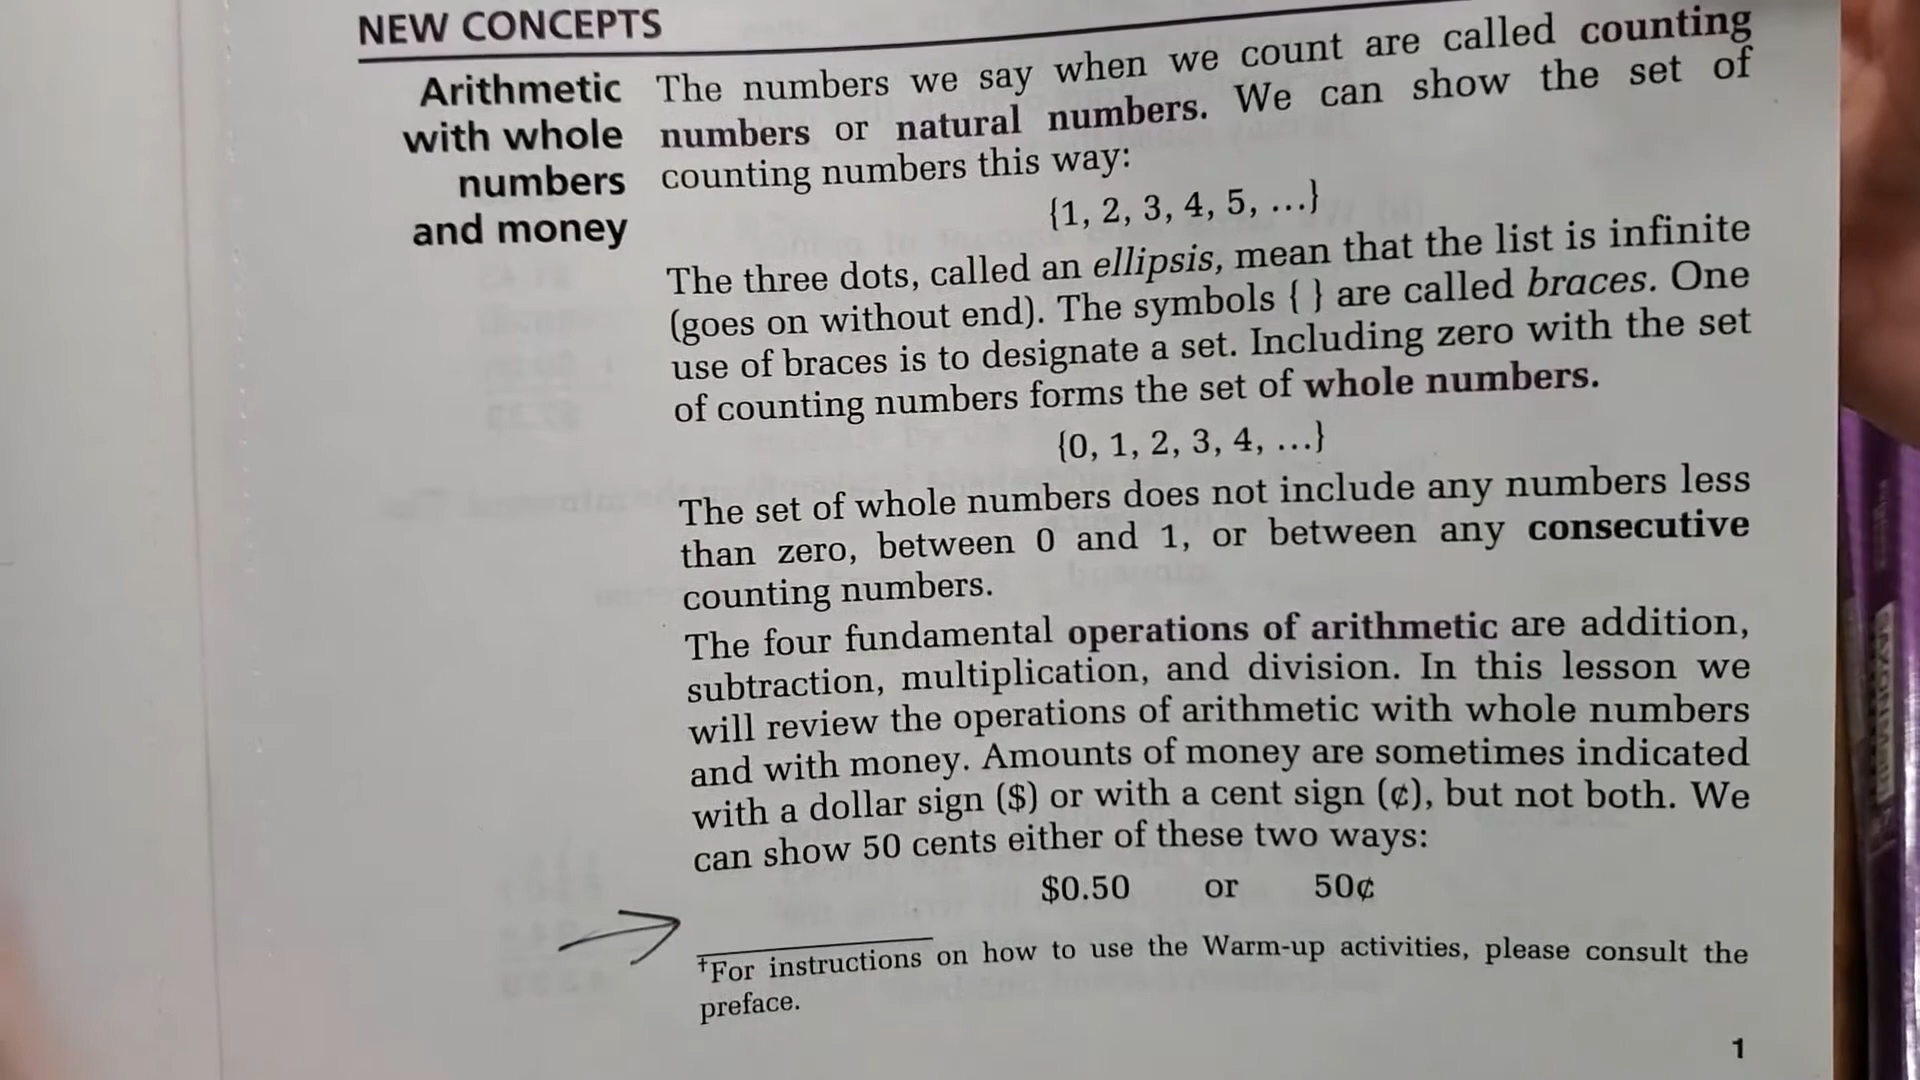 NEW CONCEPTS
Arithmetic
with whole
numbers
and money
The numbers we say when we count are called counting
numbers or natural numbers. We can show the set of
counting numbers this way:
{1, 2, 3, 4, 5, ...}
The three dots, called an ellipsis, mean that the list is infinite
(goes on without end). The symbols { } are called braces. One
use of braces is to designate a set. Including zero with the set
of counting numbers forms the set of whole numbers.
{0, 1, 2, 3, 4, ...}
The set of whole numbers does not include any numbers less
than zero, between 0 and 1, or between any consecutive
counting numbers.
The four fundamental operations of arithmetic are addition,
subtraction, multiplication, and division. In this lesson we
will review the operations of arithmetic with whole numbers
and with money. Amounts of money are sometimes indicated
with a dollar sign ($) or with a cent sign (¢), but not both. We
can show 50 cents either of these two ways:
$0.50 or 50¢
†For instructions on how to use the Warm-up activities, please consult the
preface.
1